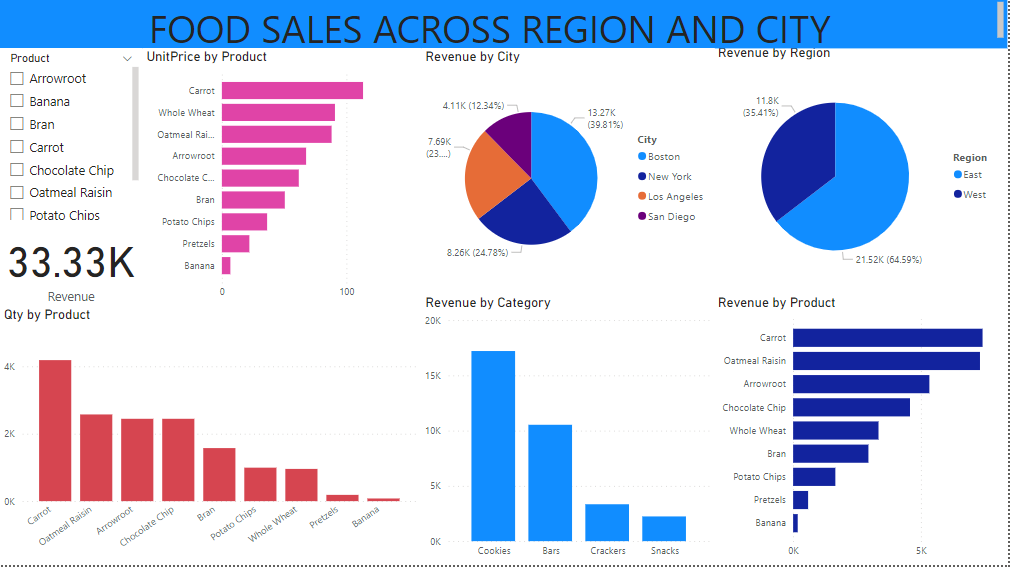 FOOD SALES ACROSS REGION AND CITY
Product
Arrowroot
Banana
Bran
Carrot
Chocolate Chip
Oatmeal Raisin
Potato Chips
33.33K
Revenue
UnitPrice by Product
Carrot
Whole Wheat
Oatmeal Rai...
Arrowroot
Chocolate C...
Bran
Potato Chips
Pretzels
Banana
0 100
Revenue by City
4.11K (12.34%)
13.27K
(39.81%)
7.69K
(23....)
8.26K (24.78%)
City
Boston
New York
Los Angeles
San Diego
Revenue by Region
11.8K
(35.41%)
21.52K (64.59%)
Region
East
West
Qty by Product
4K
2K
0K
Carrot
Oatmeal Raisin
Arrowroot
Chocolate Chip
Bran
Potato Chips
Whole Wheat
Pretzels
Banana
Revenue by Category
20K
15K
10K
5K
0K
Cookies Bars Crackers Snacks
Revenue by Product
Carrot
Oatmeal Raisin
Arrowroot
Chocolate Chip
Whole Wheat
Bran
Potato Chips
Pretzels
Banana
0K 5K